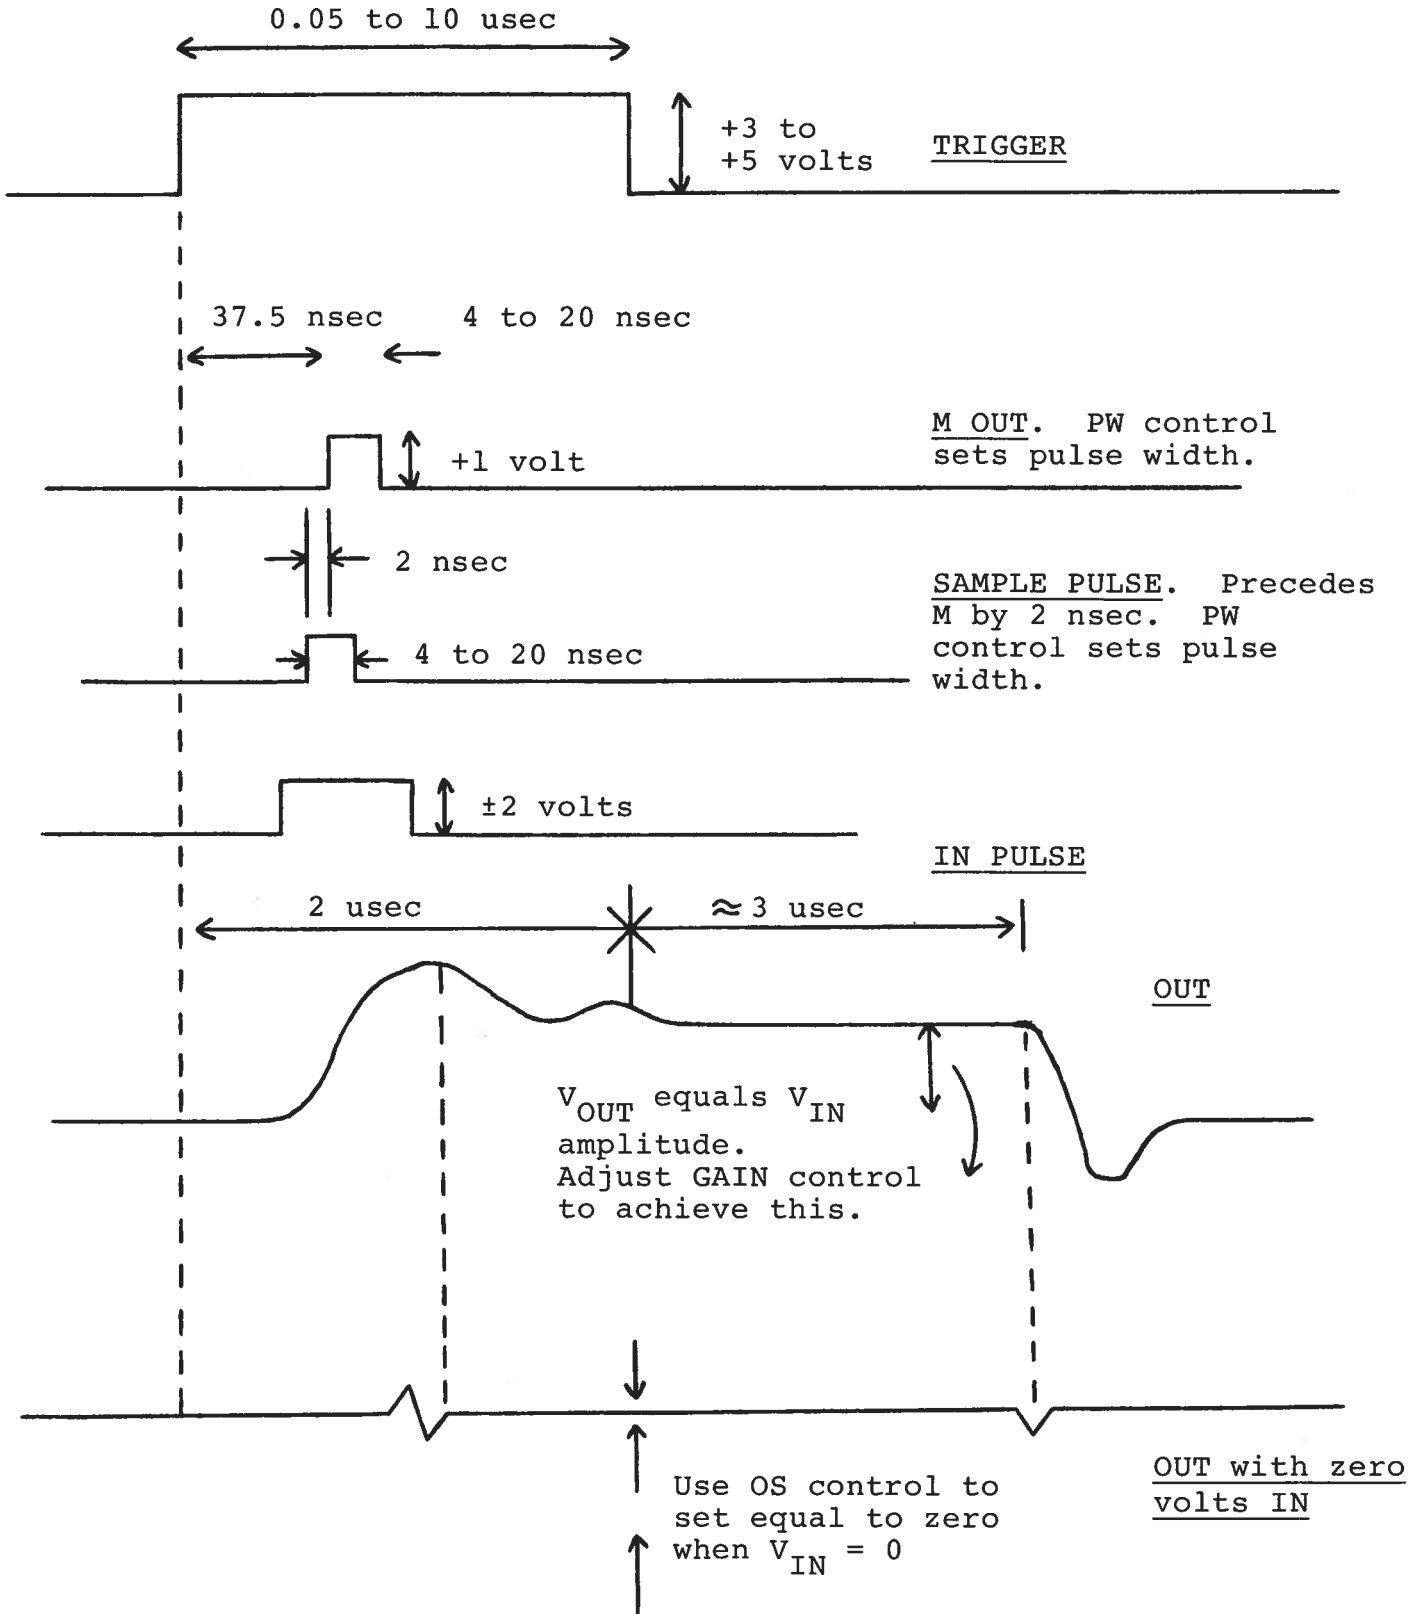 0.05 to 10 usec
+3 to
+5 volts
TRIGGER
37.5 nsec
4 to 20 nsec
+1 volt
M OUT. PW control
sets pulse width.
2 nsec
SAMPLE PULSE. Precedes
M by 2 nsec. PW
control sets pulse
width.
4 to 20 nsec
±2 volts
IN PULSE
2 usec
≈ 3 usec
OUT
V_OUT equals V_IN
amplitude.
Adjust GAIN control
to achieve this.
OUT with zero
volts IN
Use OS control to
set equal to zero
when V_IN = 0